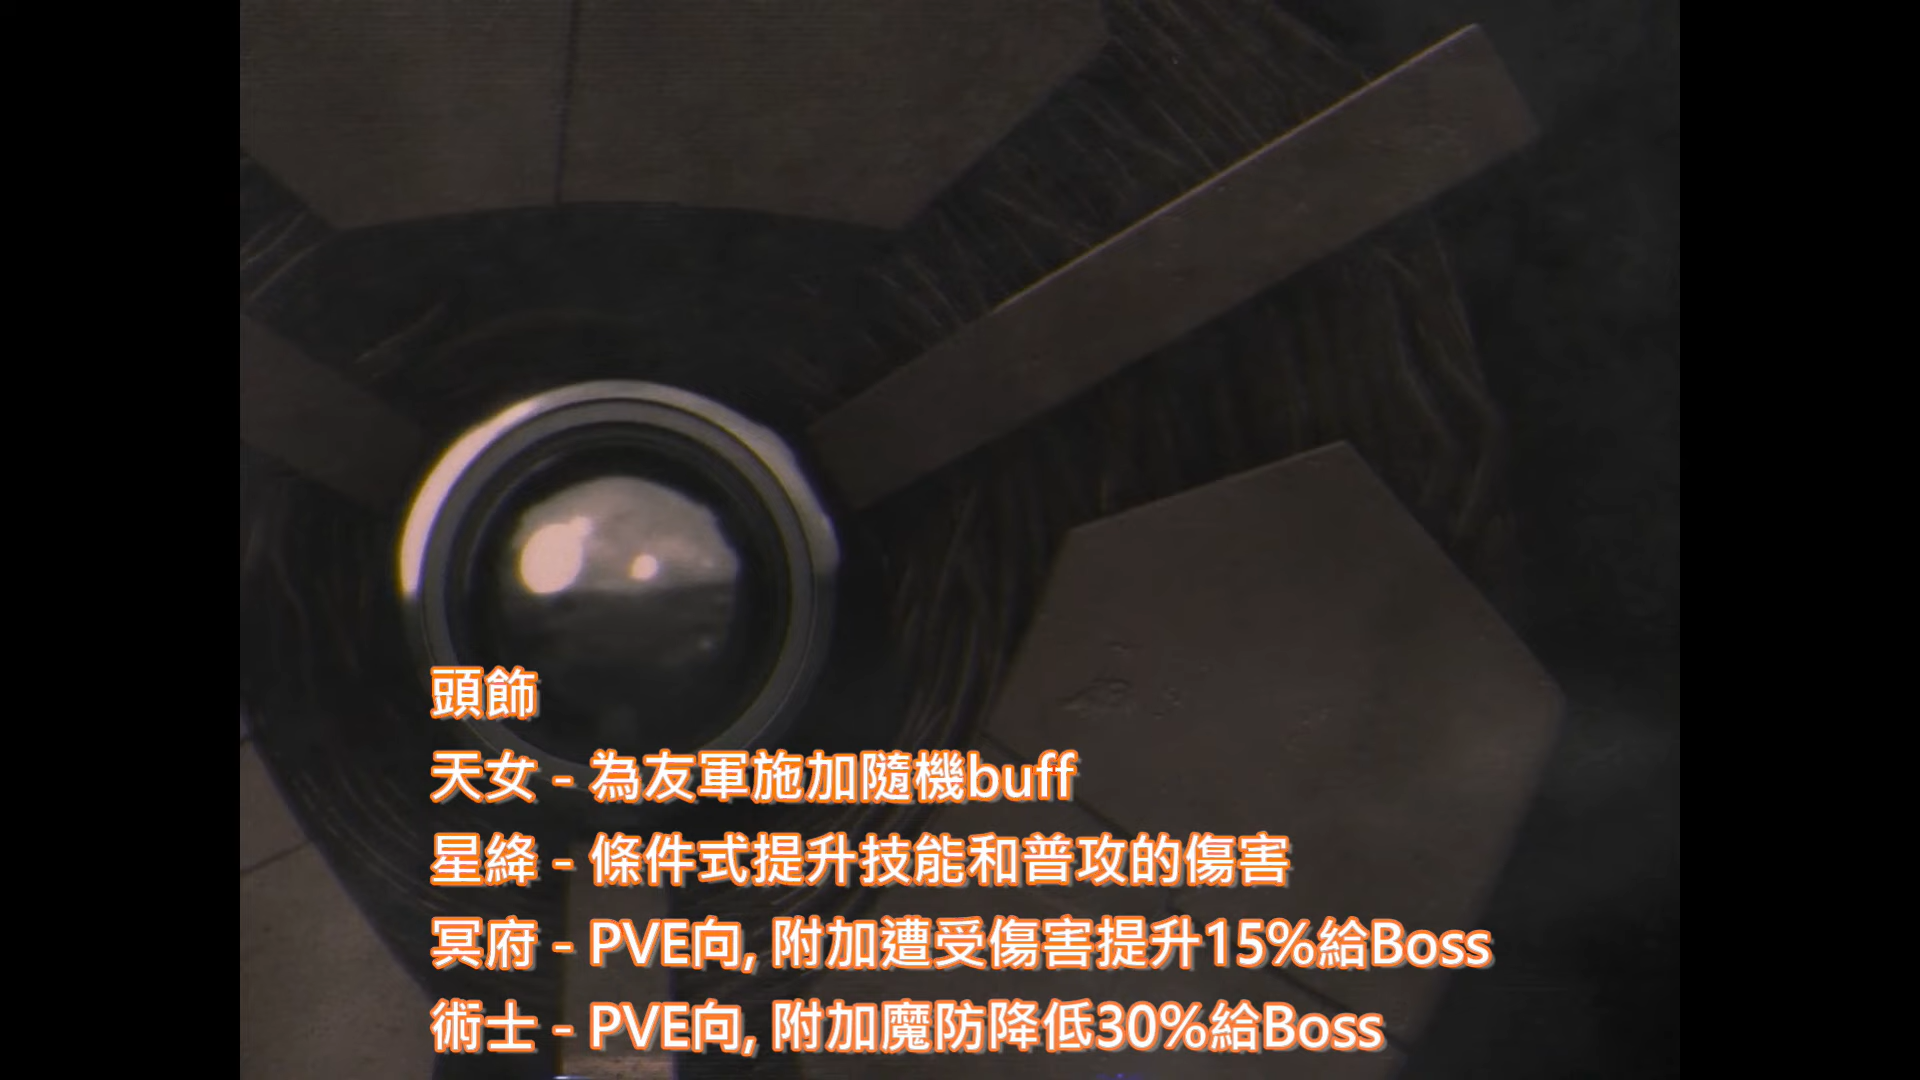 頭飾
天女 - 為友軍施加隨機buff
星絳 - 條件式提升技能和普攻的傷害
冥府 - PVE向, 附加遭受傷害提升15%給Boss
術士 - PVE向, 附加魔防降低30%給Boss